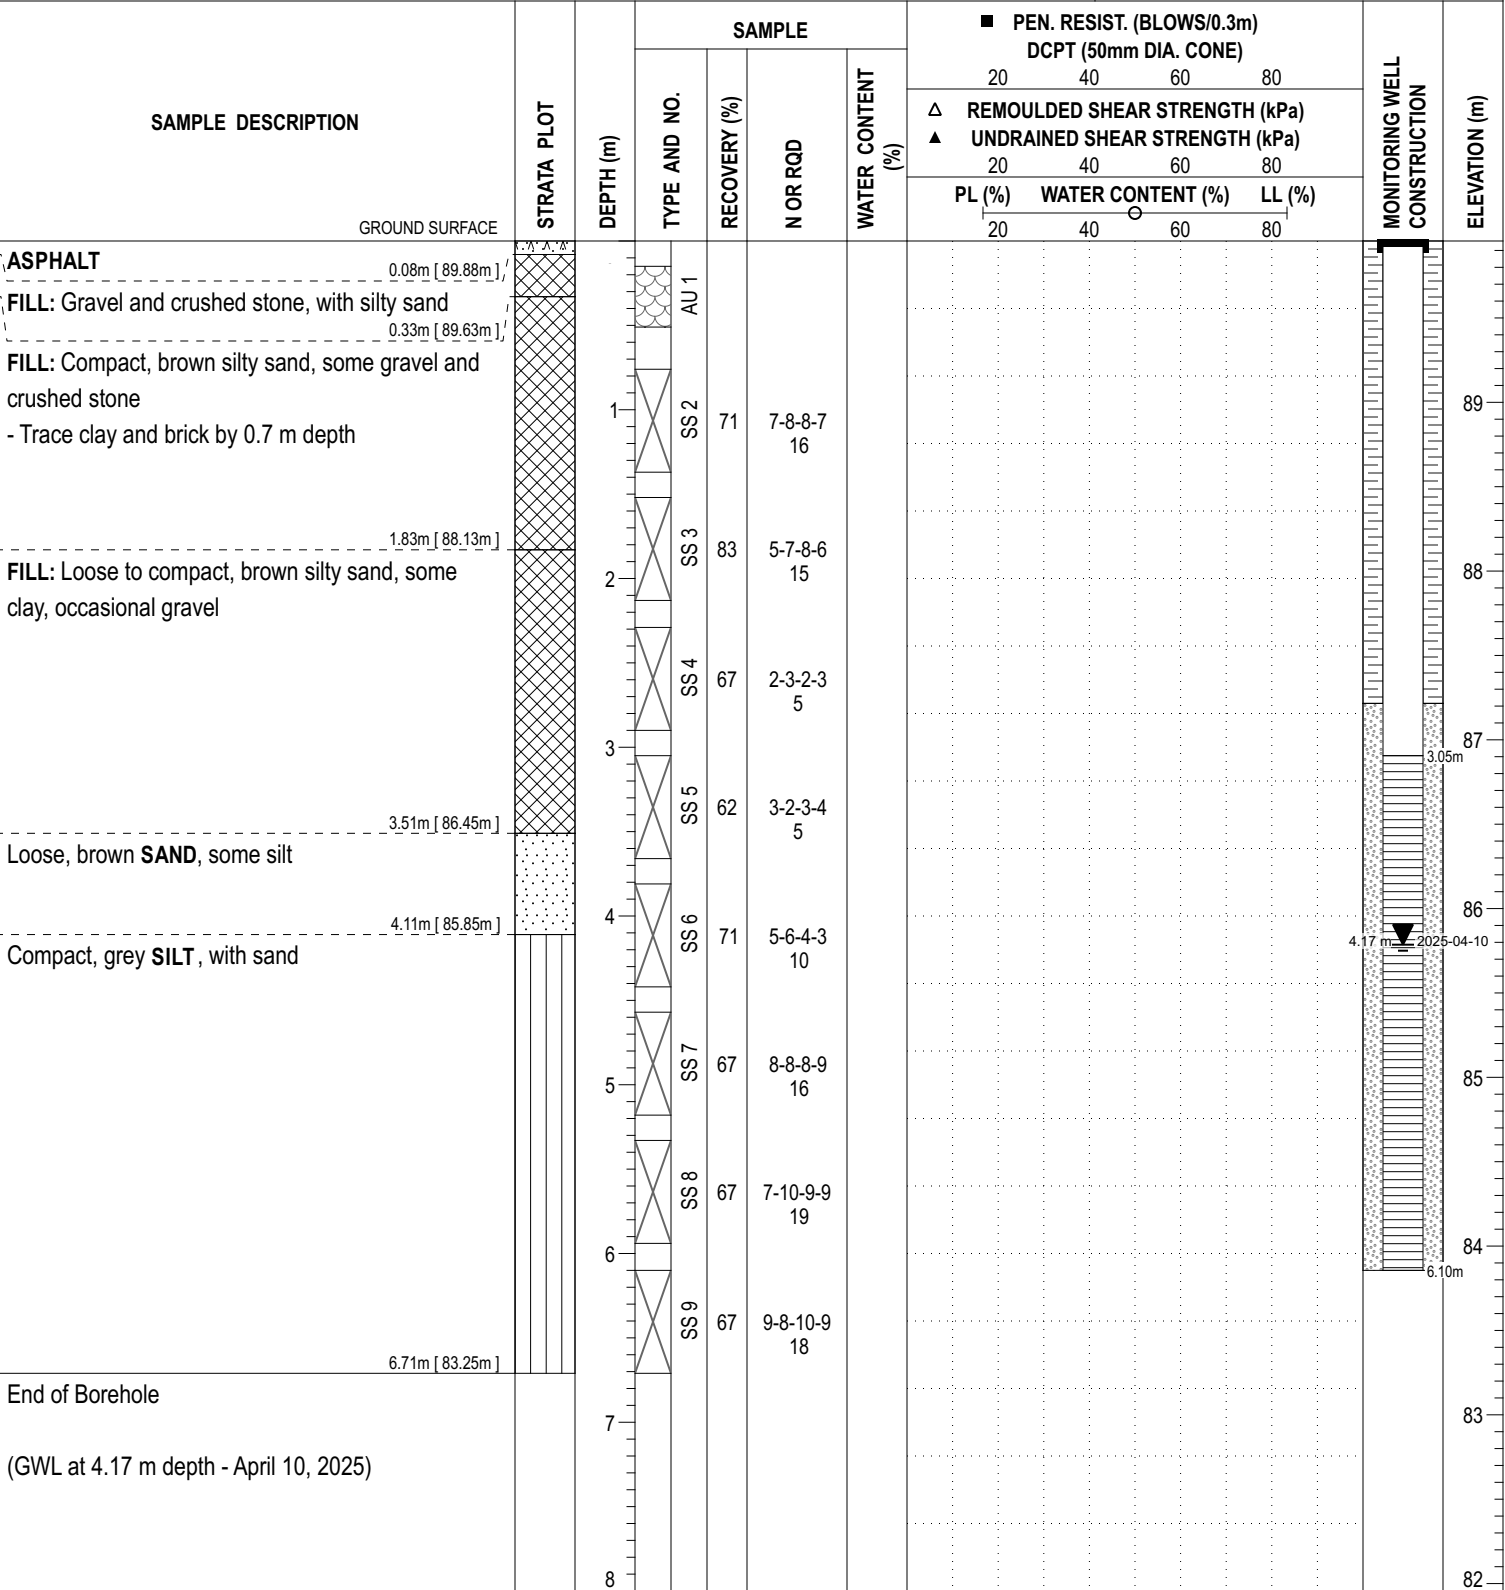 SAMPLE DESCRIPTION
GROUND SURFACE
STRATA PLOT
DEPTH (m)
SAMPLE
TYPE AND NO.
RECOVERY (%)
N OR RQD
WATER CONTENT
(%)
■ PEN. RESIST. (BLOWS/0.3m)
DCPT (50mm DIA. CONE)
20 40 60 80
△ REMOULDED SHEAR STRENGTH (kPa)
▲ UNDRAINED SHEAR STRENGTH (kPa)
20 40 60 80
PL (%) WATER CONTENT (%) LL (%)
20 40 60 80
MONITORING WELL
CONSTRUCTION
ELEVATION (m)
ASPHALT
0.08m [ 89.88m ]
FILL: Gravel and crushed stone, with silty sand
0.33m [ 89.63m ]
FILL: Compact, brown silty sand, some gravel and
crushed stone
- Trace clay and brick by 0.7 m depth
1.83m [ 88.13m ]
FILL: Loose to compact, brown silty sand, some
clay, occasional gravel
3.51m [ 86.45m ]
Loose, brown SAND, some silt
4.11m [ 85.85m ]
Compact, grey SILT, with sand
6.71m [ 83.25m ]
End of Borehole
(GWL at 4.17 m depth - April 10, 2025)
1
2
3
4
5
6
7
8
AU 1
SS 2 71 7-8-8-7
16
SS 3 83 5-7-8-6
15
SS 4 67 2-3-2-3
5
SS 5 62 3-2-3-4
5
SS 6 71 5-6-4-3
10
SS 7 67 8-8-8-9
16
SS 8 67 7-10-9-9
19
SS 9 67 9-8-10-9
18
3.05m
4.17 m 2025-04-10
6.10m
89
88
87
86
85
84
83
82